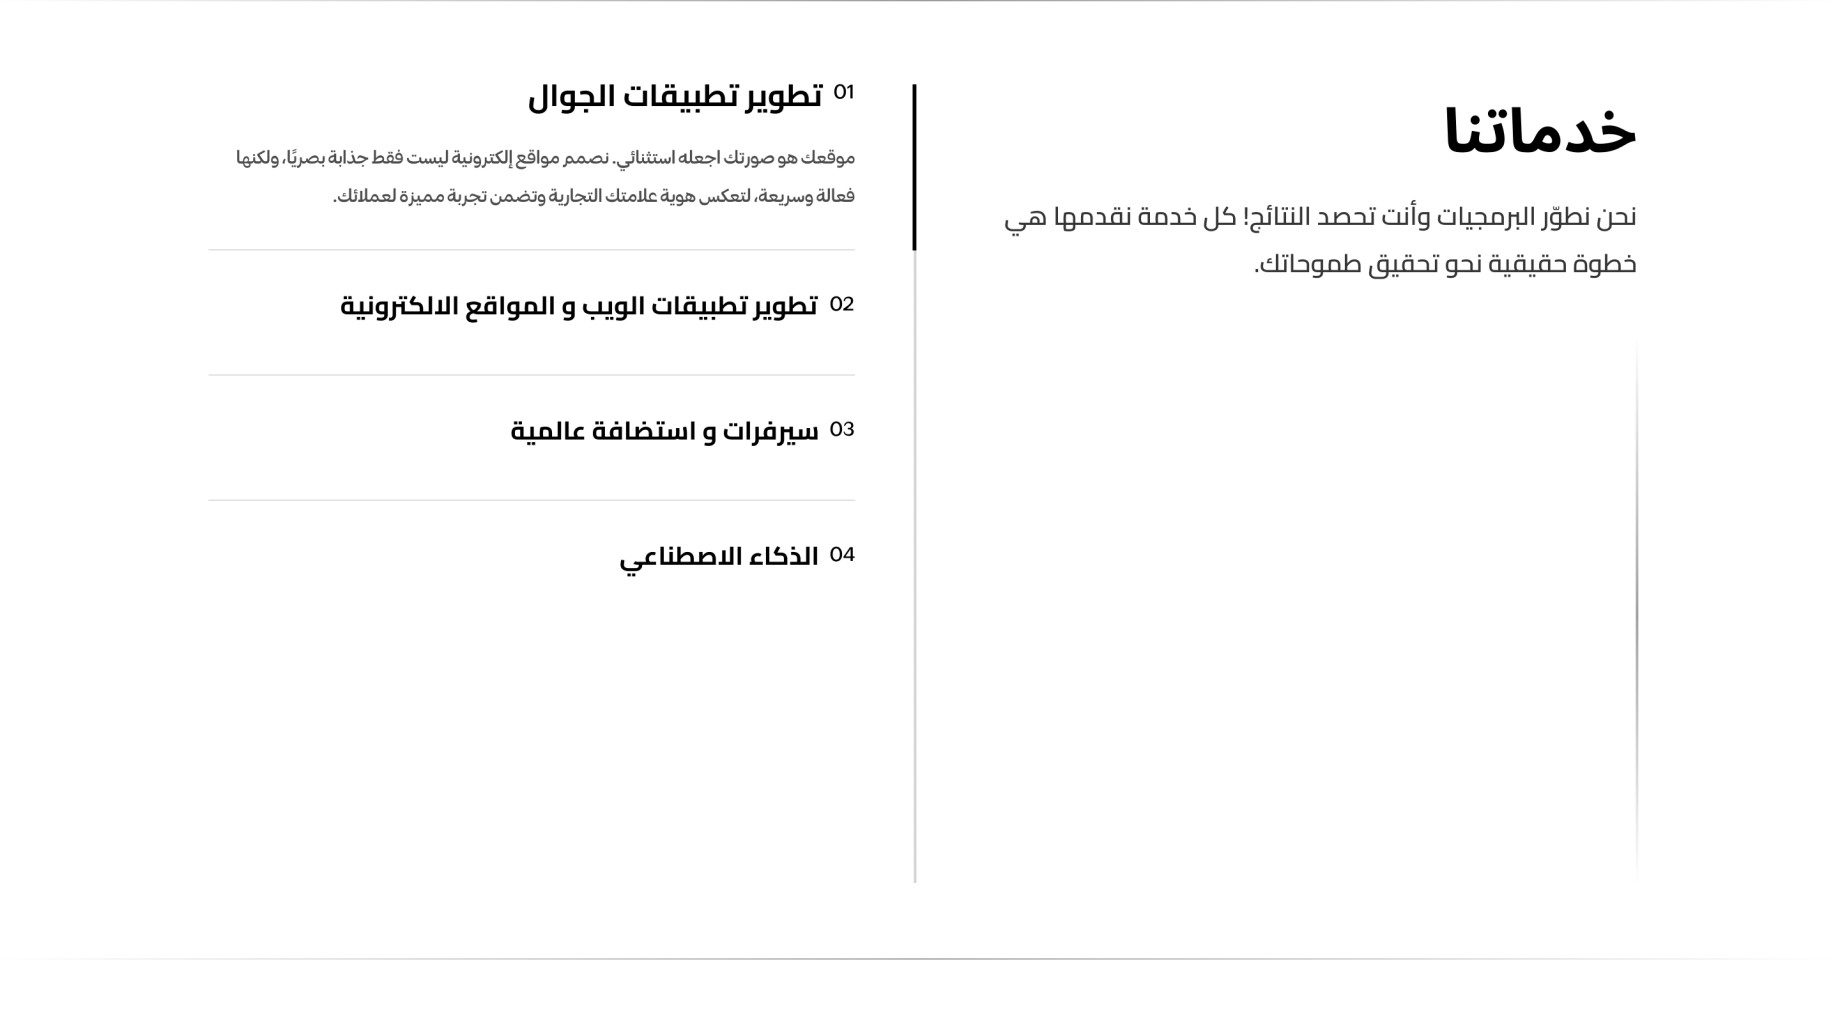 خدماتنا
نحن نطوّر البرمجيات وأنت تحصد النتائج! كل خدمة نقدمها هي
خطوة حقيقية نحو تحقيق طموحاتك.
01 تطوير تطبيقات الجوال
موقعك هو صورتك اجعله استثنائي. نصمم مواقع إلكترونية ليست فقط جذابة بصريًا، ولكنها
فعالة وسريعة، لتعكس هوية علامتك التجارية وتضمن تجربة مميزة لعملائك.
02 تطوير تطبيقات الويب و المواقع الالكترونية
03 سيرفرات و استضافة عالمية
04 الذكاء الاصطناعي